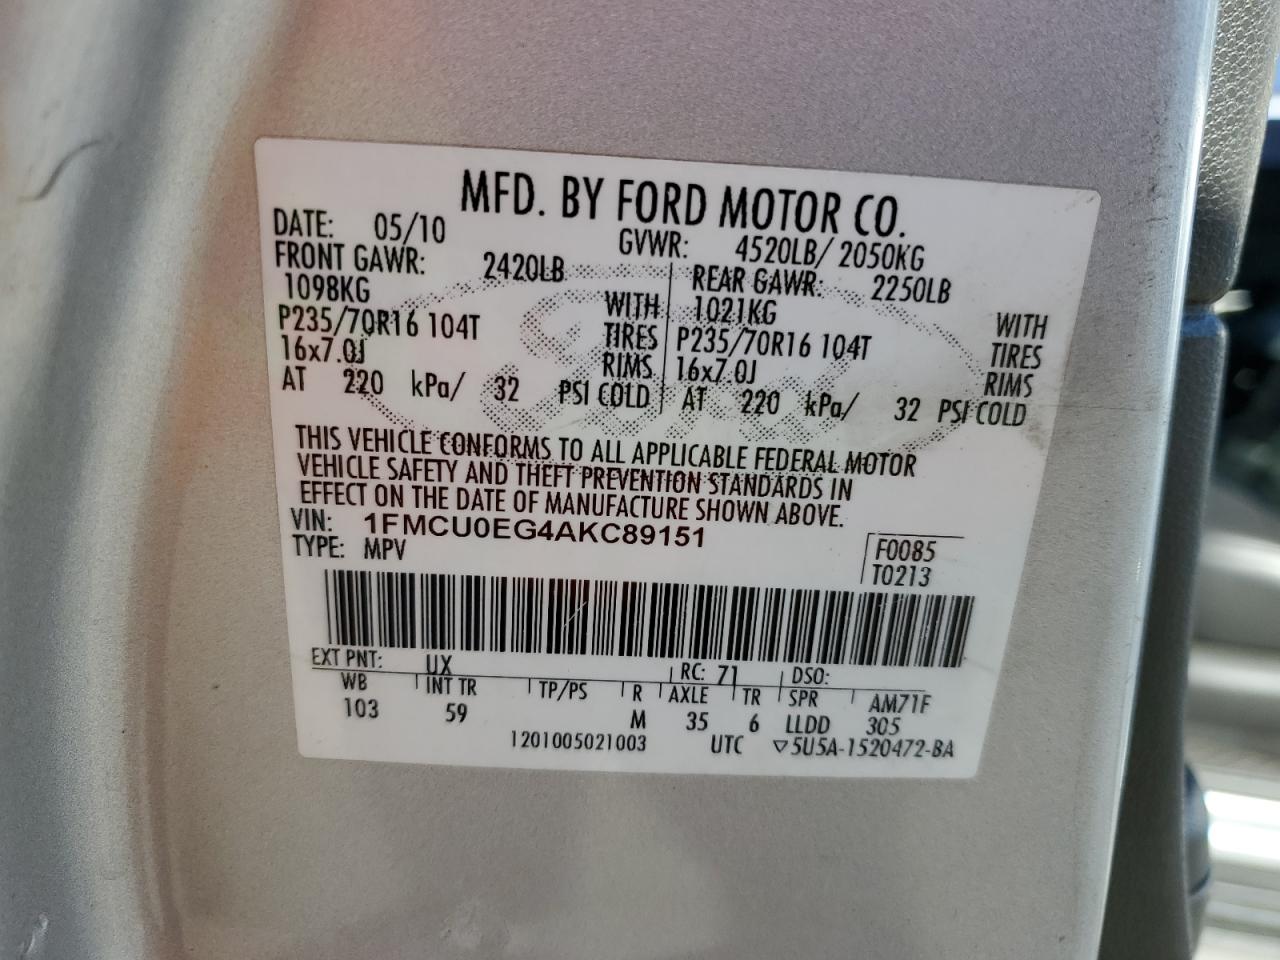 MFD. BY FORD MOTOR CO.
DATE: 05/10 GVWR: 4520LB/ 2050KG
FRONT GAWR: 2420LB REAR GAWR: 2250LB
1098KG WITH 1021KG WITH
P235/70R16 104T TIRES P235/70R16 104T TIRES
16x7.0J RIMS 16x7.0J RIMS
AT 220 kPa/ 32 PSI COLD AT 220 kPa/ 32 PSI COLD
THIS VEHICLE CONFORMS TO ALL APPLICABLE FEDERAL MOTOR
VEHICLE SAFETY AND THEFT PREVENTION STANDARDS IN
EFFECT ON THE DATE OF MANUFACTURE SHOWN ABOVE.
VIN: 1FMCU0EG4AKC89151
TYPE: MPV F0085
T0213
EXT PNT: UX RC: 71 DSO:
WB INT TR TP/PS R AXLE TR SPR AM71F
103 59 M 35 6 LLDD 305
1201005021003 UTC ▽5U5A-1520472-BA
Ford